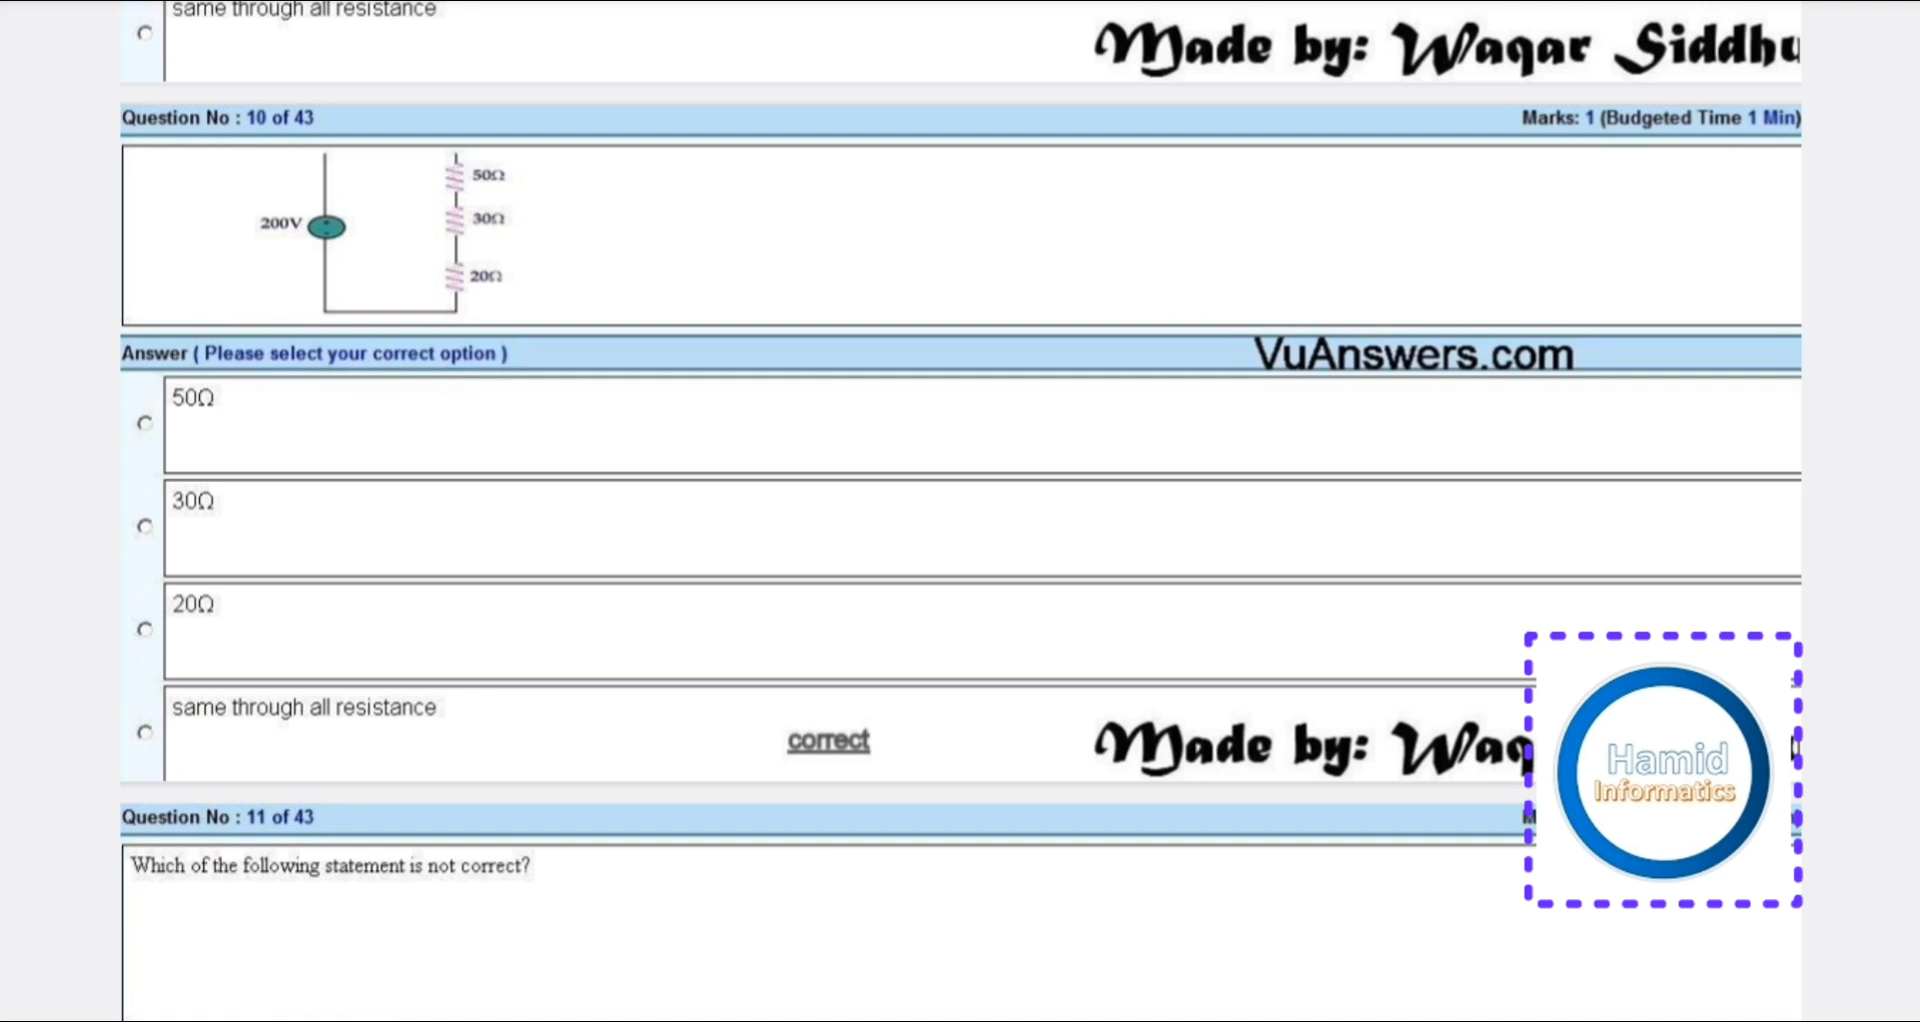 same through all resistance
Made by: Waqar Siddhu
Question No : 10 of 43
Marks: 1 (Budgeted Time 1 Min)
50Ω
200V
30Ω
20Ω
Answer ( Please select your correct option )
VuAnswers.com
50Ω
30Ω
20Ω
same through all resistance
correct
Made by: Waq
Hamid
Informatics
Question No : 11 of 43
Which of the following statement is not correct?